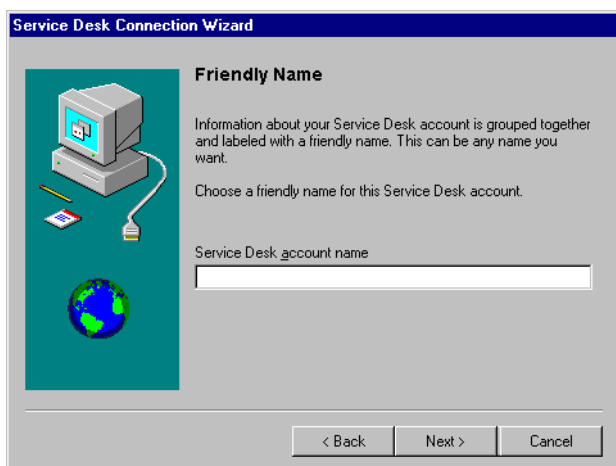 Service Desk Connection Wizard
Friendly Name
Information about your Service Desk account is grouped together
and labeled with a friendly name. This can be any name you
want.
Choose a friendly name for this Service Desk account.
Service Desk account name
< Back
Next >
Cancel